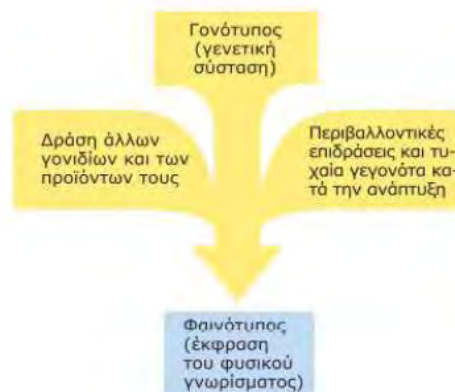 Γονότυπος
(γενετική
σύσταση)
Δράση άλλων
γονιδίων και των
προϊόντων τους
Περιβαλλοντικές
επιδράσεις και τυ-
χαία γεγονότα κα-
τά την ανάπτυξη
Φαινότυπος
(έκφραση
του φυσικού
γνωρίσματος)